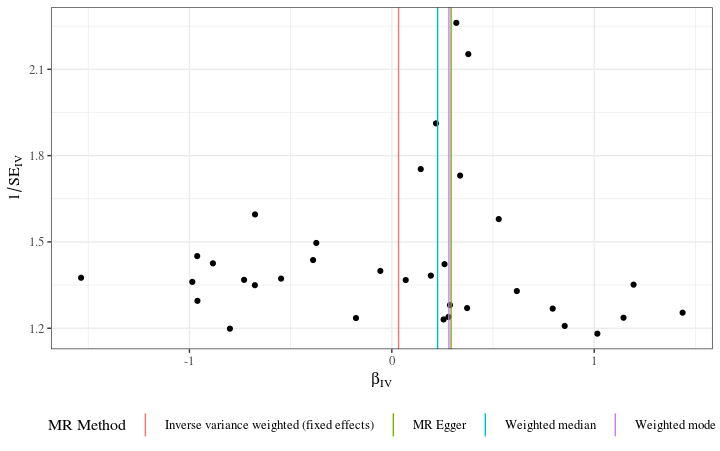 2.1
1.8
1.5
1.2
1/SE_IV
-1 0 1
β_IV
MR Method Inverse variance weighted (fixed effects) MR Egger Weighted median Weighted mode